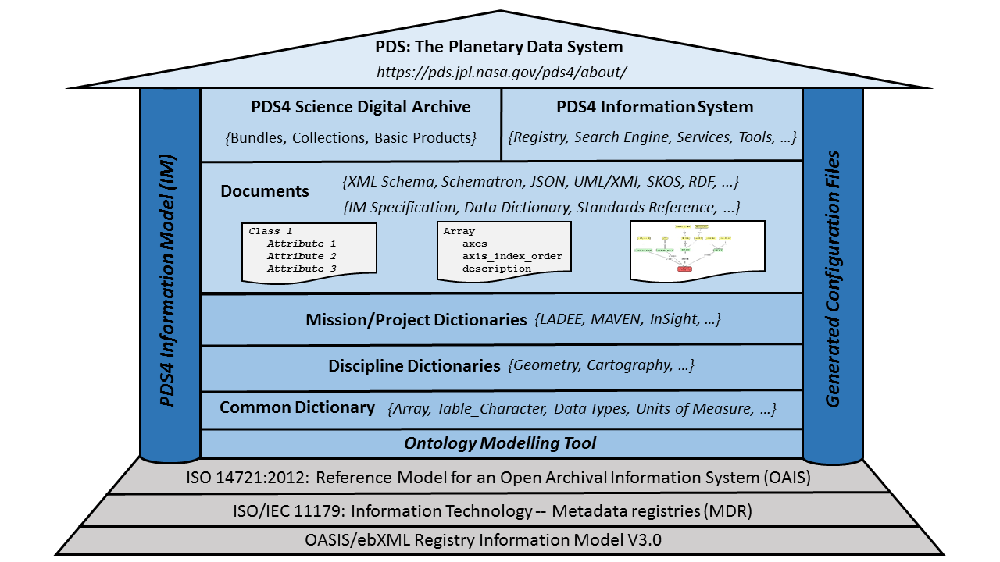 PDS: The Planetary Data System
https://pds.jpl.nasa.gov/pds4/about/
PDS4 Information Model (IM)
PDS4 Science Digital Archive
{Bundles, Collections, Basic Products}
PDS4 Information System
{Registry, Search Engine, Services, Tools, ...}
Documents
{XML Schema, Schematron, JSON, UML/XMI, SKOS, RDF, ...}
{IM Specification, Data Dictionary, Standards Reference, ...}
Class 1
Attribute 1
Attribute 2
Attribute 3
Array
axes
axis_index_order
description
Mission/Project Dictionaries {LADEE, MAVEN, InSight, ...}
Discipline Dictionaries {Geometry, Cartography, ...}
Common Dictionary {Array, Table_Character, Data Types, Units of Measure, ...}
Ontology Modelling Tool
Generated Configuration Files
ISO 14721:2012: Reference Model for an Open Archival Information System (OAIS)
ISO/IEC 11179: Information Technology -- Metadata registries (MDR)
OASIS/ebXML Registry Information Model V3.0